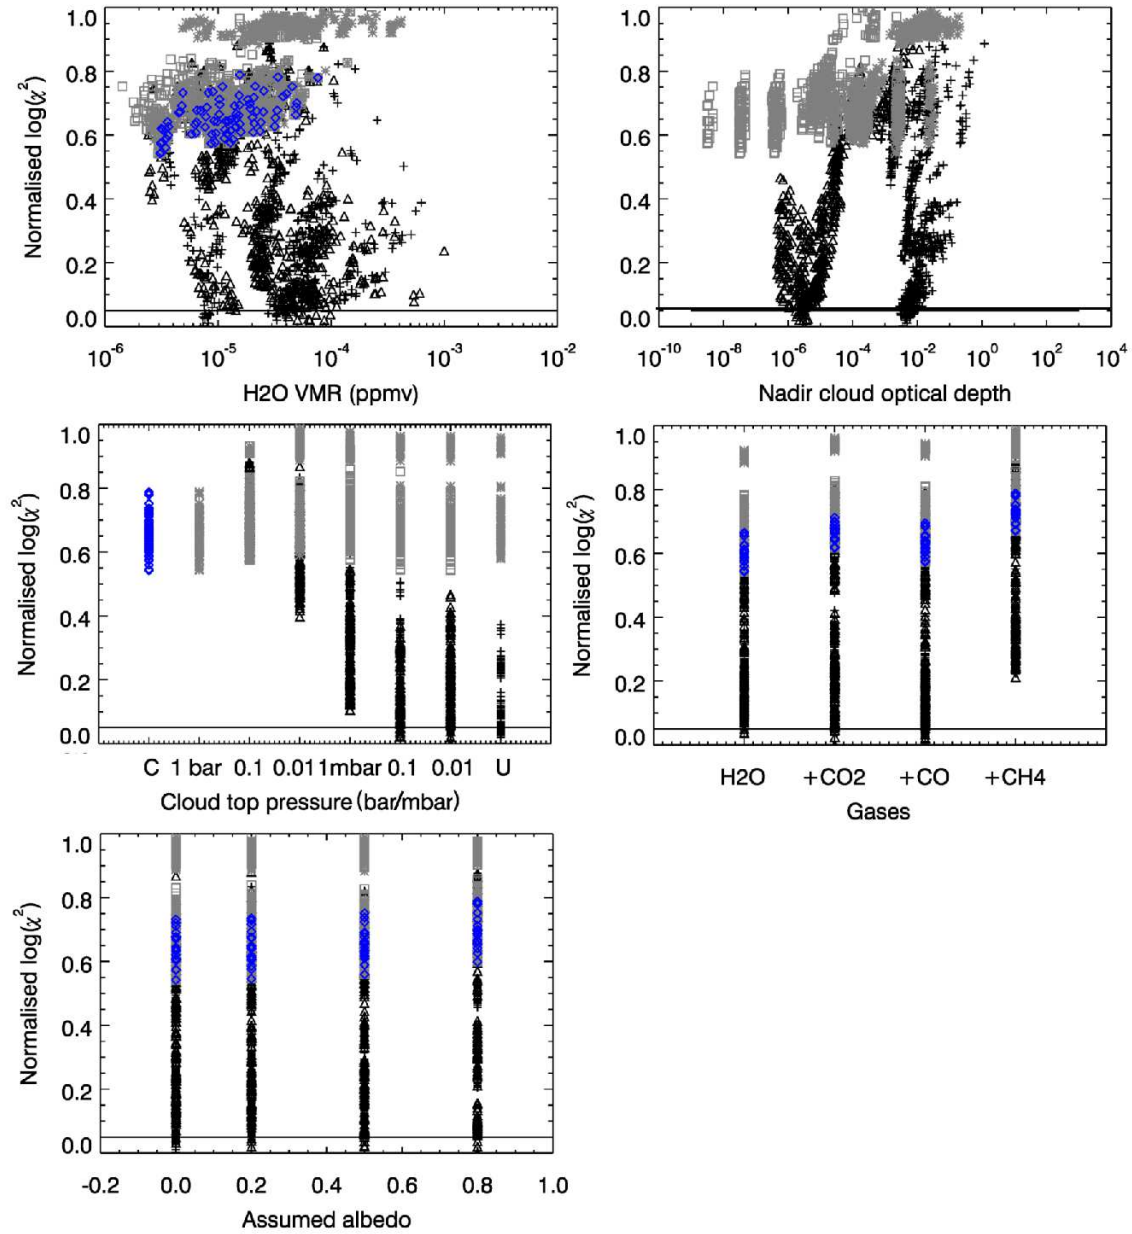 1.0
0.8
0.6
0.4
0.2
0.0
Normalised log(χ²)
10⁻⁶ 10⁻⁵ 10⁻⁴ 10⁻³ 10⁻²
H2O VMR (ppmv)
1.0
0.8
0.6
0.4
0.2
0.0
Normalised log(χ²)
10⁻¹⁰ 10⁻⁸ 10⁻⁶ 10⁻⁴ 10⁻² 10⁰ 10² 10⁴
Nadir cloud optical depth
1.0
0.8
0.6
0.4
0.2
0.0
Normalised log(χ²)
C 1 bar 0.1 0.01 1mbar 0.1 0.01 U
Cloud top pressure (bar/mbar)
1.0
0.8
0.6
0.4
0.2
0.0
Normalised log(χ²)
H2O +CO2 +CO +CH4
Gases
1.0
0.8
0.6
0.4
0.2
0.0
Normalised log(χ²)
-0.2 0.0 0.2 0.4 0.6 0.8 1.0
Assumed albedo